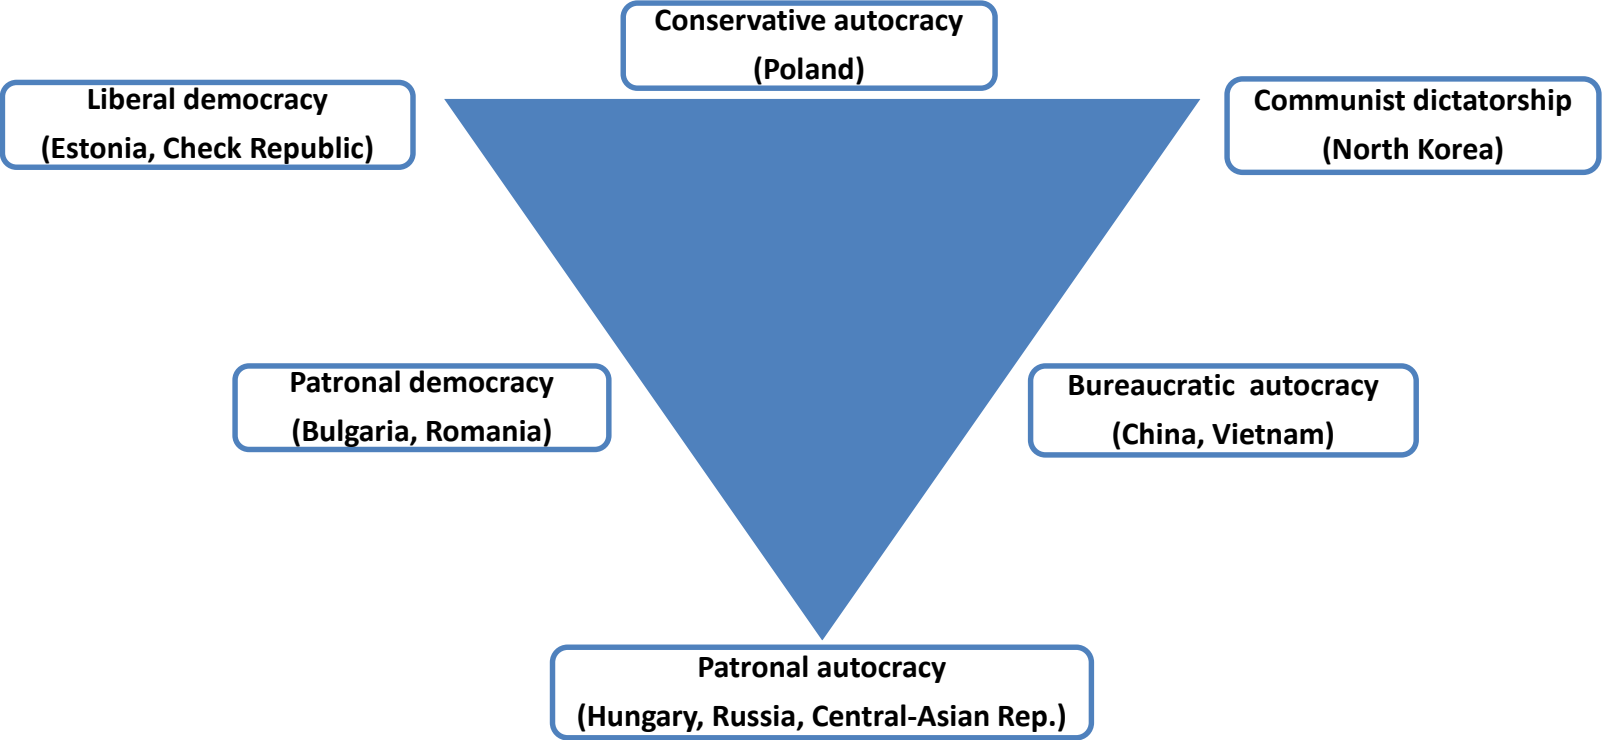 Conservative autocracy
(Poland)
Liberal democracy
(Estonia, Check Republic)
Communist dictatorship
(North Korea)
Patronal democracy
(Bulgaria, Romania)
Bureaucratic  autocracy
(China, Vietnam)
Patronal autocracy
(Hungary, Russia, Central-Asian Rep.)